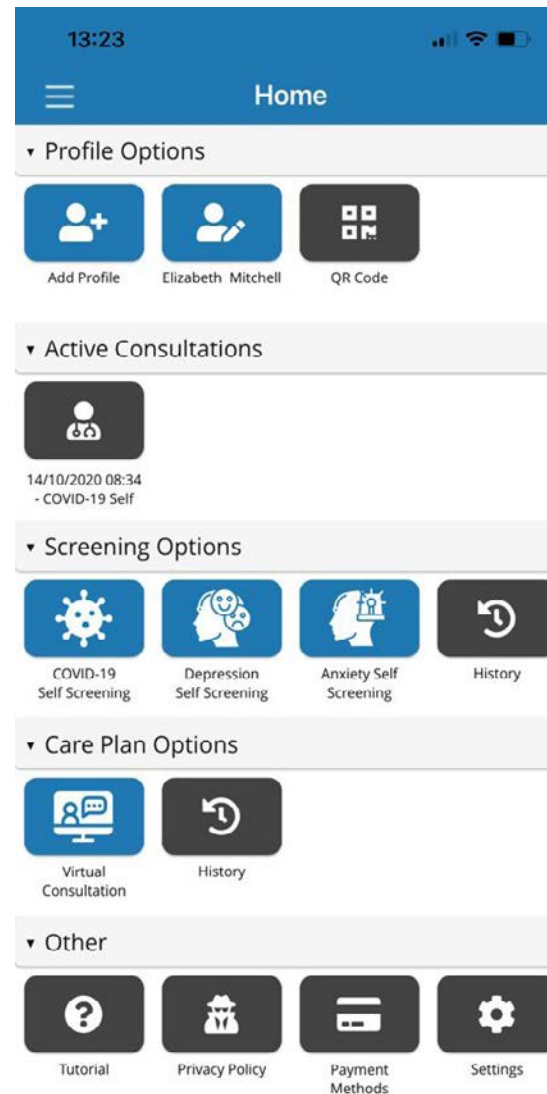 13:23
Home
Profile Options
Add Profile
Elizabeth Mitchell
QR Code
Active Consultations
14/10/2020 08:34
- COVID-19 Self
Screening Options
COVID-19
Self Screening
Depression
Self Screening
Anxiety Self
Screening
History
Care Plan Options
Virtual
Consultation
History
Other
Tutorial
Privacy Policy
Payment
Methods
Settings